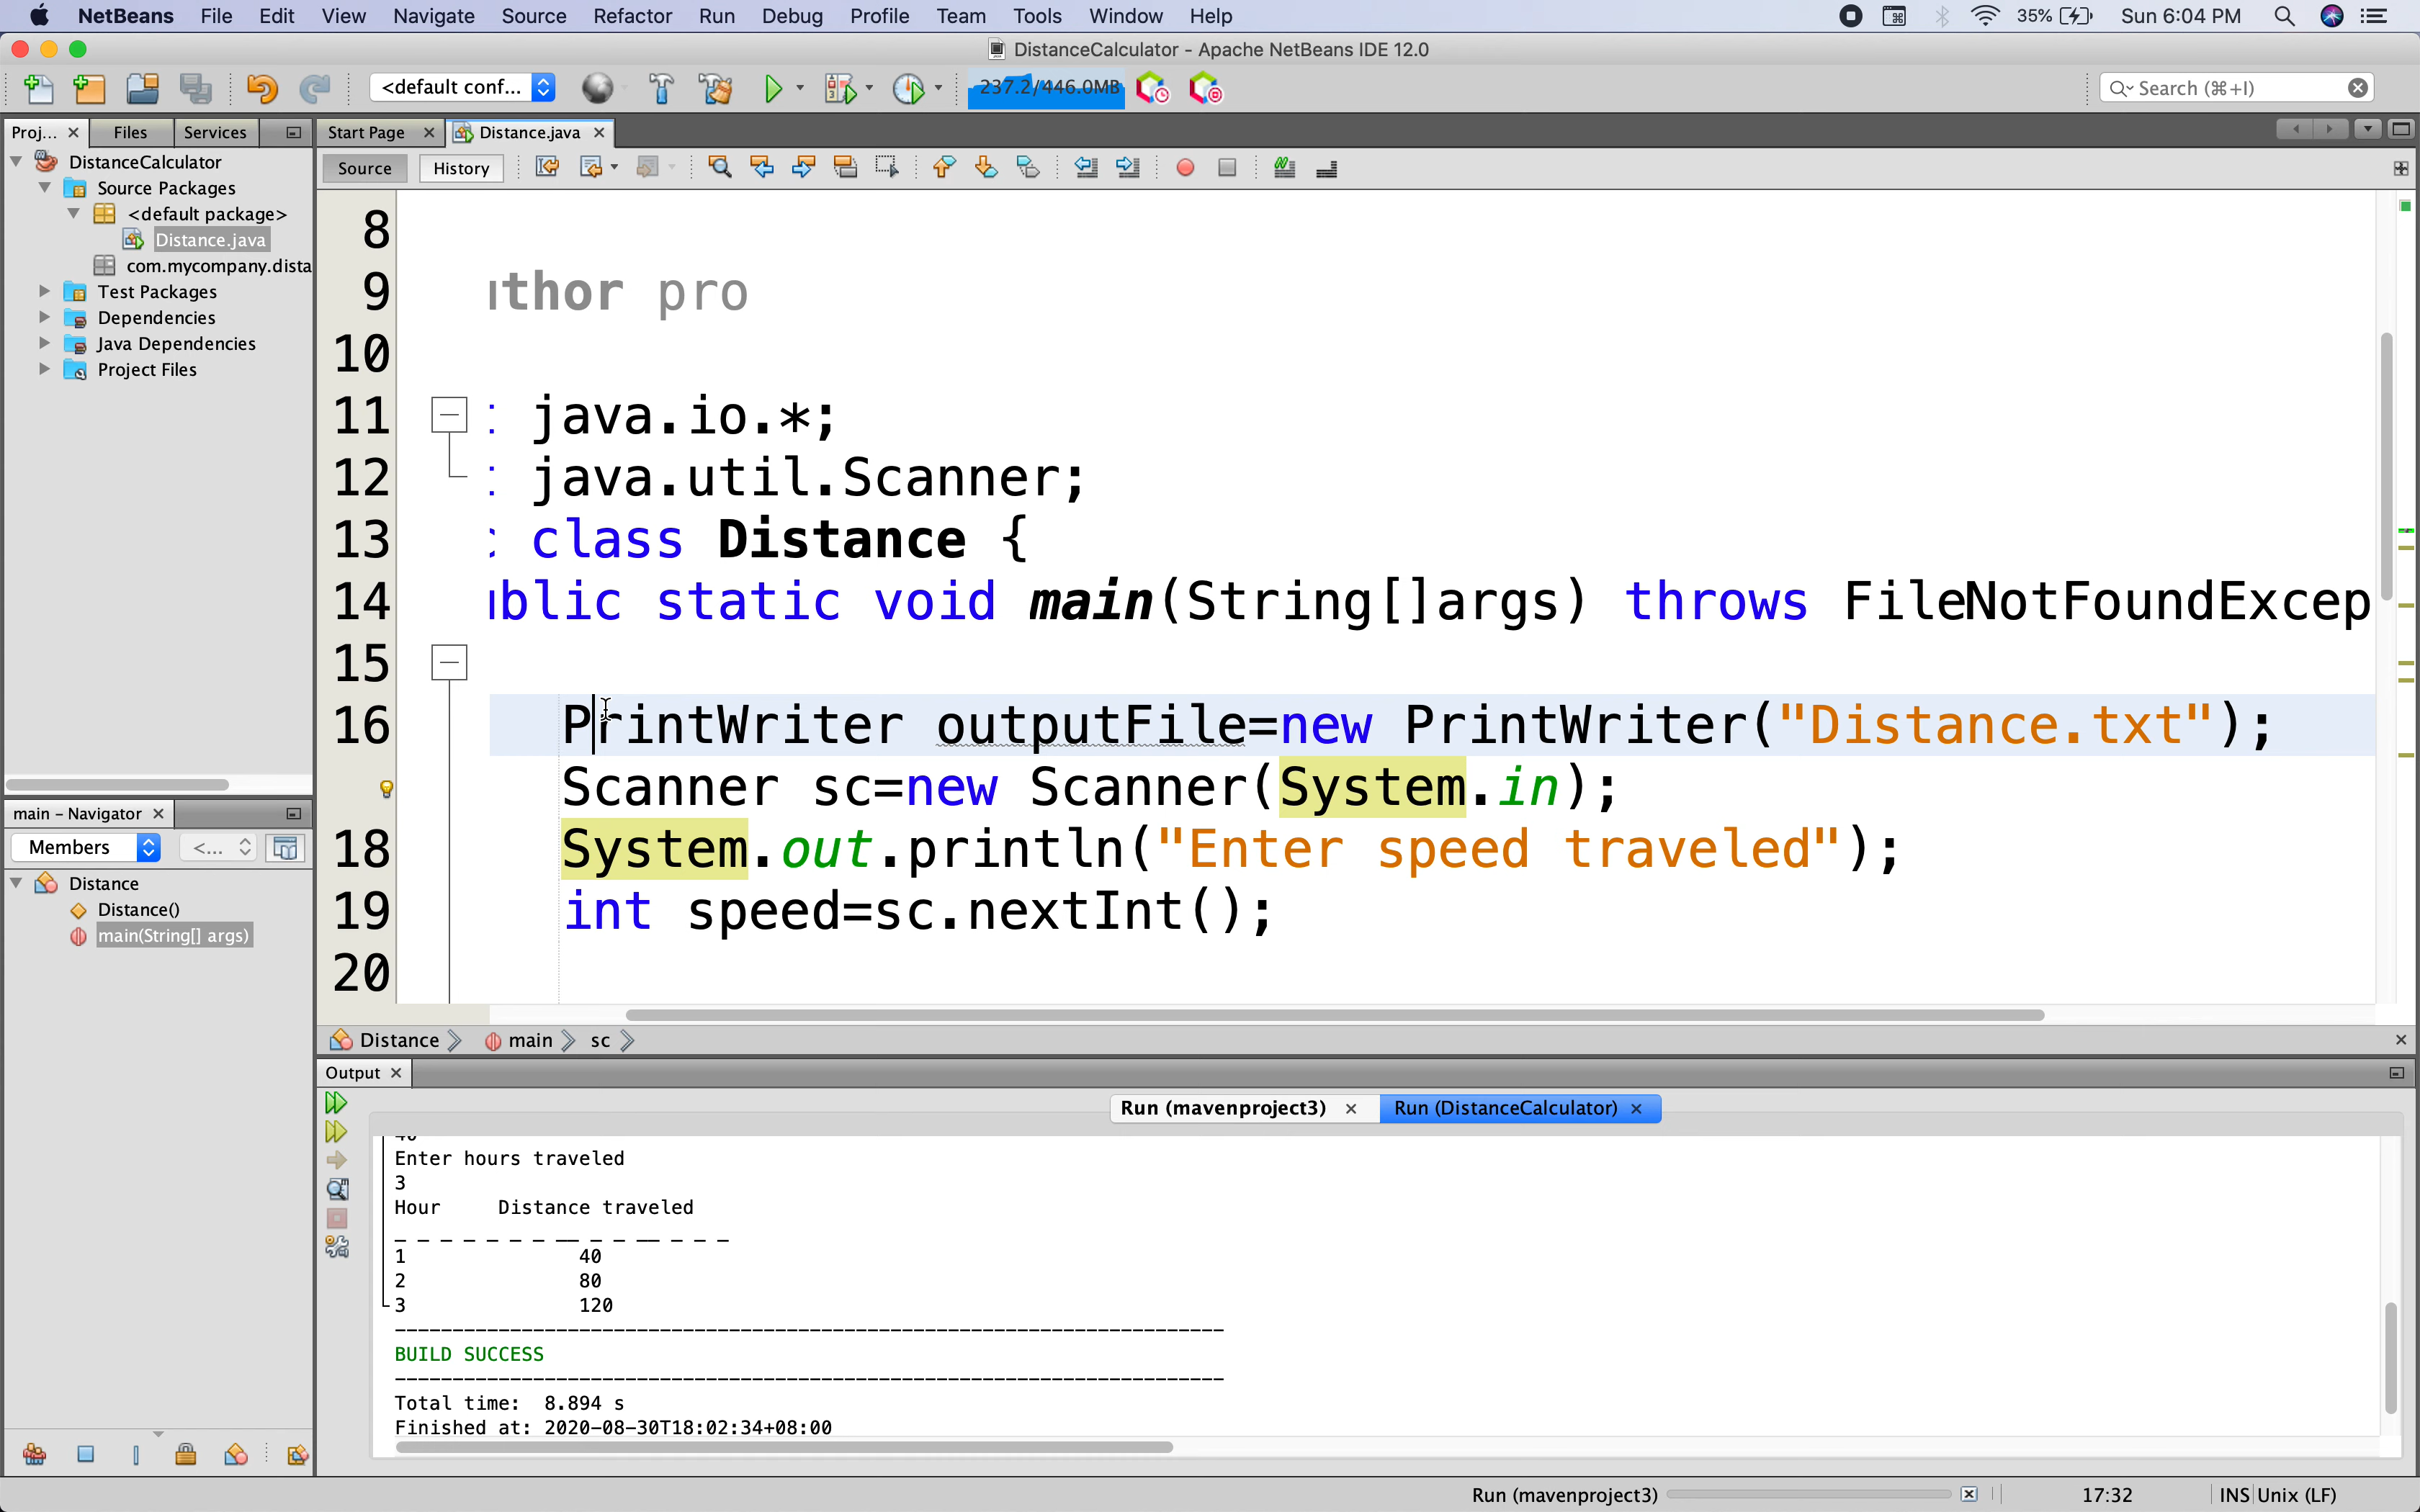 NetBeans File Edit View Navigate Source Refactor Run Debug Profile Team Tools Window Help 35% Sun 6:04 PM
DistanceCalculator - Apache NetBeans IDE 12.0
<default conf... 237.2/446.0MB Search (⌘+I)
Proj... Files Services Start Page Distance.java
Source History
DistanceCalculator
Source Packages
<default package>
Distance.java
com.mycompany.dista
Test Packages
Dependencies
Java Dependencies
Project Files
8
9 thor pro
10
11 java.io.*;
12 java.util.Scanner;
13 class Distance {
14 blic static void main(String[]args) throws FileNotFoundExcep
15
16 PrintWriter outputFile=new PrintWriter("Distance.txt");
Scanner sc=new Scanner(System.in);
18 System.out.println("Enter speed traveled");
19 int speed=sc.nextInt();
20
main - Navigator
Members <...
Distance
Distance()
main(String[] args)
Distance main sc
Output
Run (mavenproject3) Run (DistanceCalculator)
Enter hours traveled
3
Hour Distance traveled
_ _ _ _ _ _ _ __ _ _ __ _ _ _ _
1 40
2 80
3 120
------------------------------------------------------------------------
BUILD SUCCESS
------------------------------------------------------------------------
Total time: 8.894 s
Finished at: 2020-08-30T18:02:34+08:00
Run (mavenproject3) 17:32 INS Unix (LF)